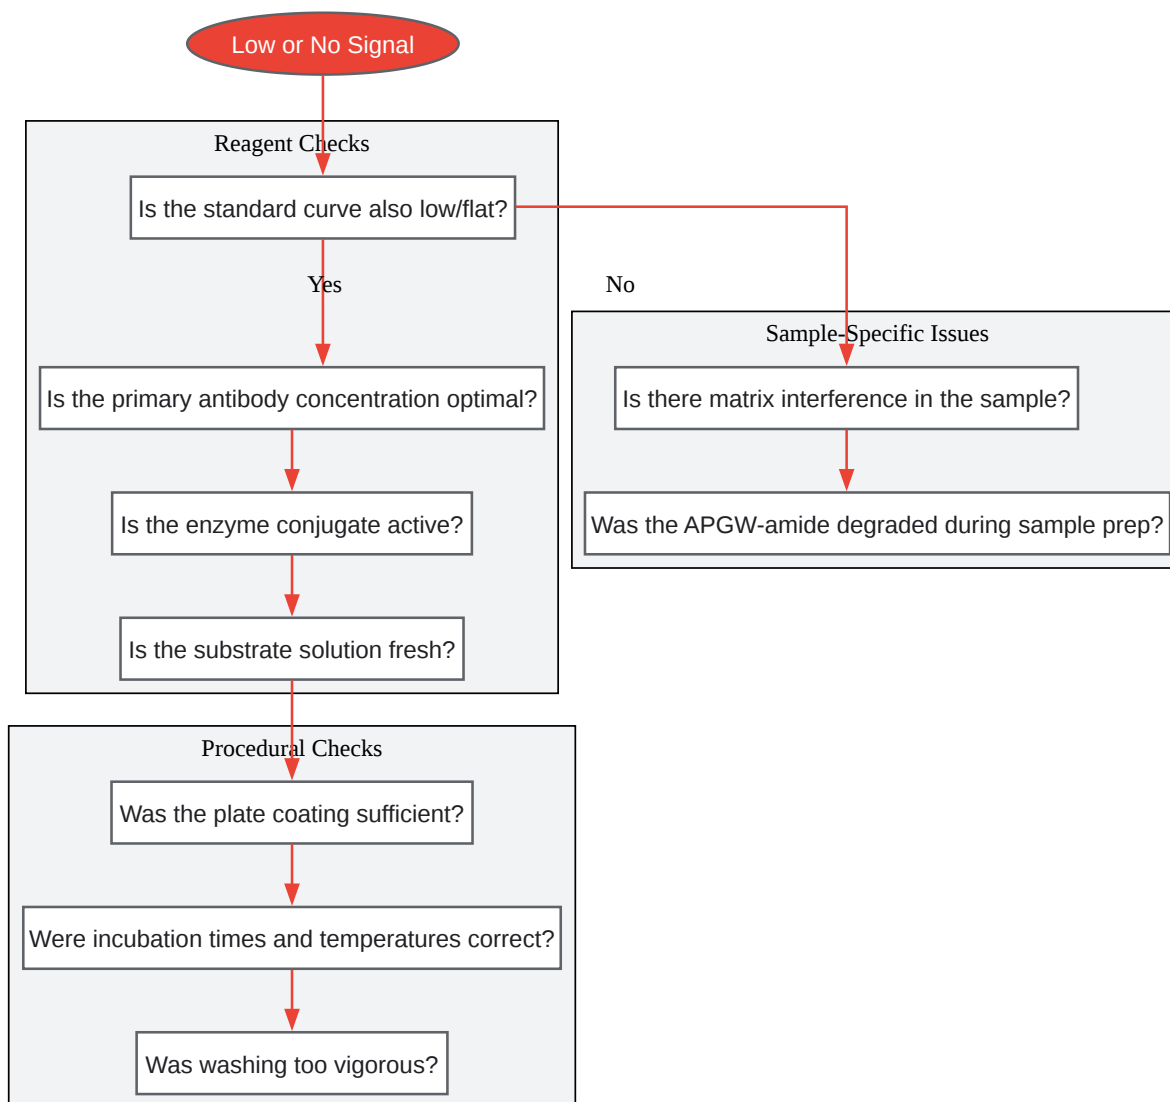 Low or No Signal
Reagent Checks
Is the standard curve also low/flat?
Yes
No
Is the primary antibody concentration optimal?
Is the enzyme conjugate active?
Is the substrate solution fresh?
Sample-Specific Issues
Is there matrix interference in the sample?
Was the APGW-amide degraded during sample prep?
Procedural Checks
Was the plate coating sufficient?
Were incubation times and temperatures correct?
Was washing too vigorous?